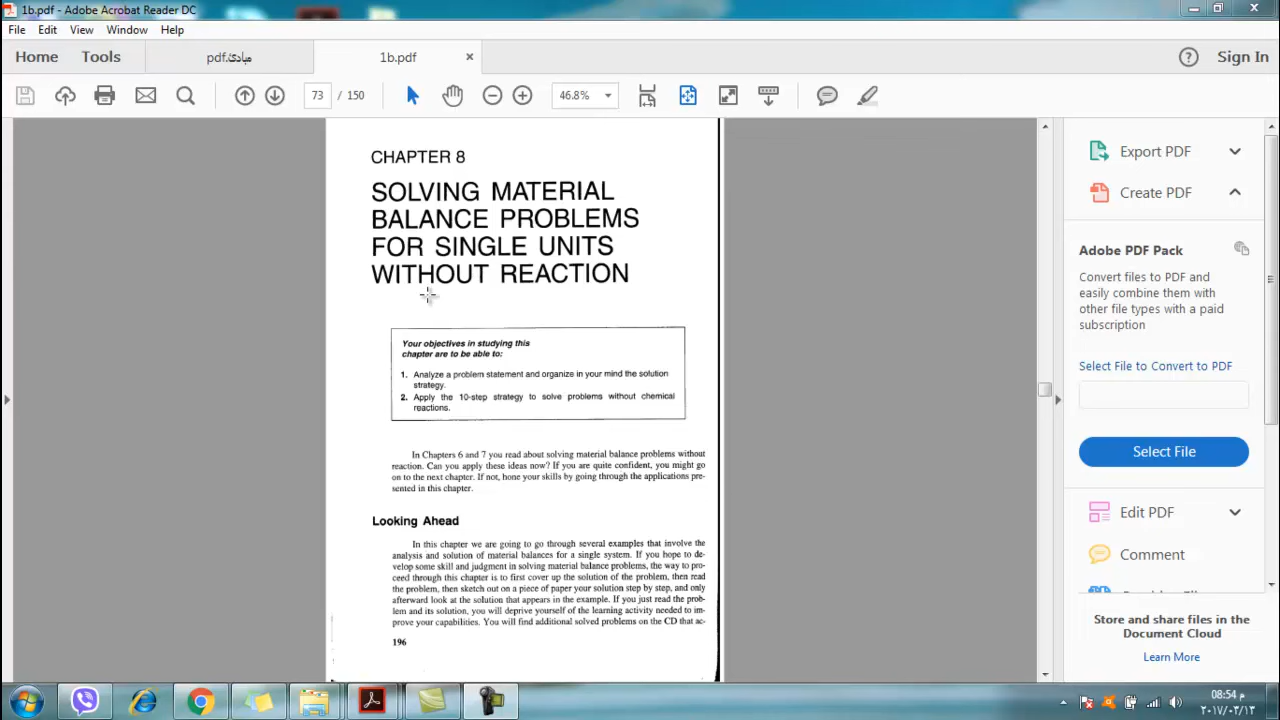 1b.pdf - Adobe Acrobat Reader DC
File Edit View Window Help
Home Tools مبادئ.pdf 1b.pdf × ? Sign In
73 / 150 46.8%
CHAPTER 8
SOLVING MATERIAL
BALANCE PROBLEMS
FOR SINGLE UNITS
WITHOUT REACTION
Your objectives in studying this
chapter are to be able to:
1. Analyze a problem statement and organize in your mind the solution
strategy.
2. Apply the 10-step strategy to solve problems without chemical
reactions.
In Chapters 6 and 7 you read about solving material balance problems without
reaction. Can you apply these ideas now? If you are quite confident, you might go
on to the next chapter. If not, hone your skills by going through the applications pre-
sented in this chapter.
Looking Ahead
In this chapter we are going to go through several examples that involve the
analysis and solution of material balances for a single system. If you hope to de-
velop some skill and judgment in solving material balance problems, the way to pro-
ceed through this chapter is to first cover up the solution of the problem, then read
the problem, then sketch out on a piece of paper your solution step by step, and only
afterward look at the solution that appears in the example. If you just read the prob-
lem and its solution, you will deprive yourself of the learning activity needed to im-
prove your capabilities. You will find additional solved problems on the CD that ac-
196
Export PDF
Create PDF
Adobe PDF Pack
Convert files to PDF and
easily combine them with
other file types with a paid
subscription
Select File to Convert to PDF
Select File
Edit PDF
Comment
Store and share files in the
Document Cloud
Learn More
08:54 م
٢٠١٧/٠٣/١٣